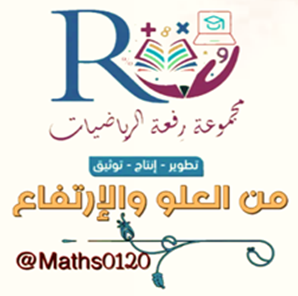 R و
مجموعة رفعة الرياضيات
تطوير - إنتاج - توثيق
من العلو والإرتفاع
@Maths0120